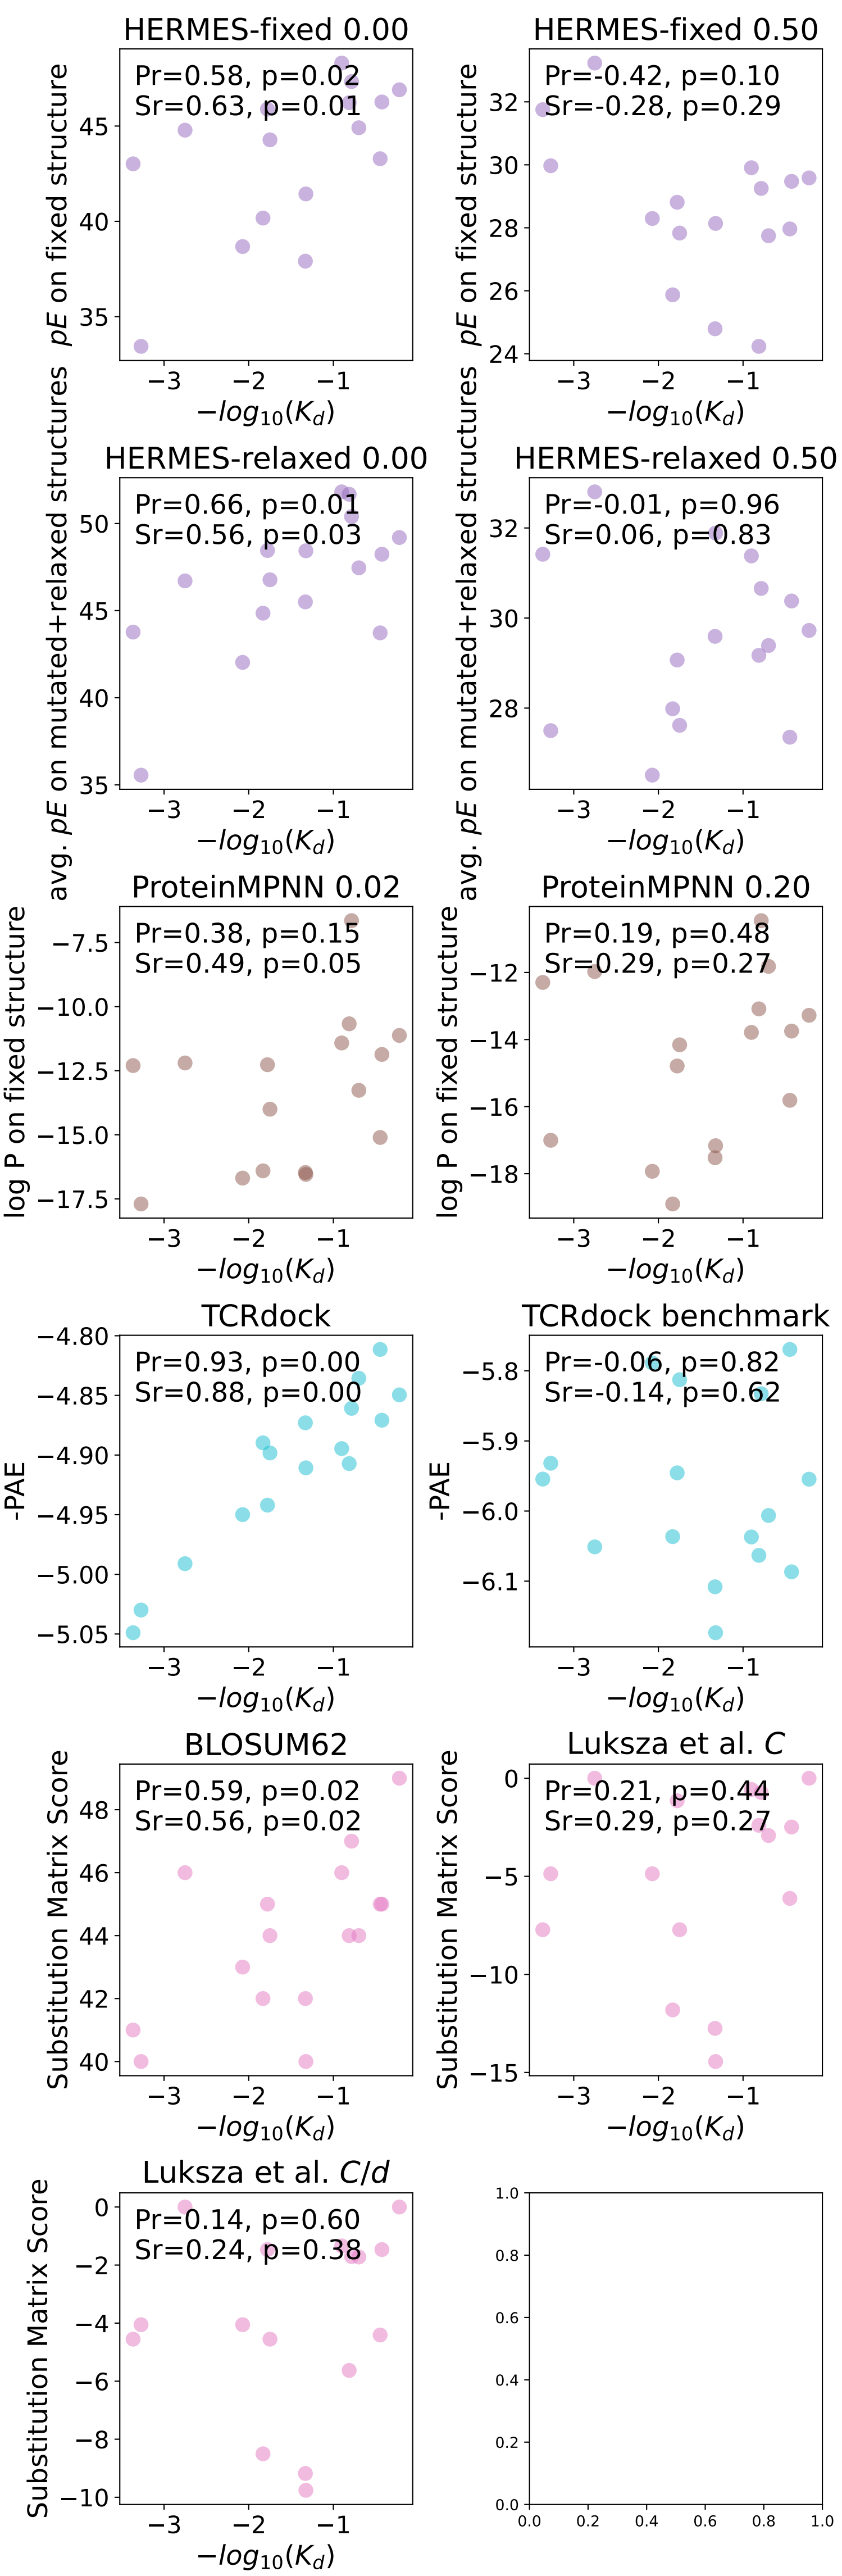 HERMES-fixed 0.00
Pr=0.58, p=0.02
Sr=0.63, p=0.01
pE on fixed structure
45
40
35
−3 −2 −1
−log10(Kd)
HERMES-fixed 0.50
Pr=-0.42, p=0.10
Sr=-0.28, p=0.29
pE on fixed structure
32
30
28
26
24
−3 −2 −1
−log10(Kd)
HERMES-relaxed 0.00
Pr=0.66, p=0.01
Sr=0.56, p=0.03
avg. pE on mutated+relaxed structures
50
45
40
35
−3 −2 −1
−log10(Kd)
HERMES-relaxed 0.50
Pr=-0.01, p=0.96
Sr=0.06, p=0.83
avg. pE on mutated+relaxed structures
32
30
28
−3 −2 −1
−log10(Kd)
ProteinMPNN 0.02
Pr=0.38, p=0.15
Sr=0.49, p=0.05
log P on fixed structure
−7.5
−10.0
−12.5
−15.0
−17.5
−3 −2 −1
−log10(Kd)
ProteinMPNN 0.20
Pr=0.19, p=0.48
Sr=0.29, p=0.27
log P on fixed structure
−12
−14
−16
−18
−3 −2 −1
−log10(Kd)
TCRdock
Pr=0.93, p=0.00
Sr=0.88, p=0.00
-PAE
−4.80
−4.85
−4.90
−4.95
−5.00
−5.05
−3 −2 −1
−log10(Kd)
TCRdock benchmark
Pr=-0.06, p=0.82
Sr=-0.14, p=0.62
-PAE
−5.8
−5.9
−6.0
−6.1
−3 −2 −1
−log10(Kd)
BLOSUM62
Pr=0.59, p=0.02
Sr=0.56, p=0.02
Substitution Matrix Score
48
46
44
42
40
−3 −2 −1
−log10(Kd)
Luksza et al. C
Pr=0.21, p=0.44
Sr=0.29, p=0.27
Substitution Matrix Score
0
−5
−10
−15
−3 −2 −1
−log10(Kd)
Luksza et al. C/d
Pr=0.14, p=0.60
Sr=0.24, p=0.38
Substitution Matrix Score
0
−2
−4
−6
−8
−10
−3 −2 −1
−log10(Kd)
1.0
0.8
0.6
0.4
0.2
0.0
0.0 0.2 0.4 0.6 0.8 1.0